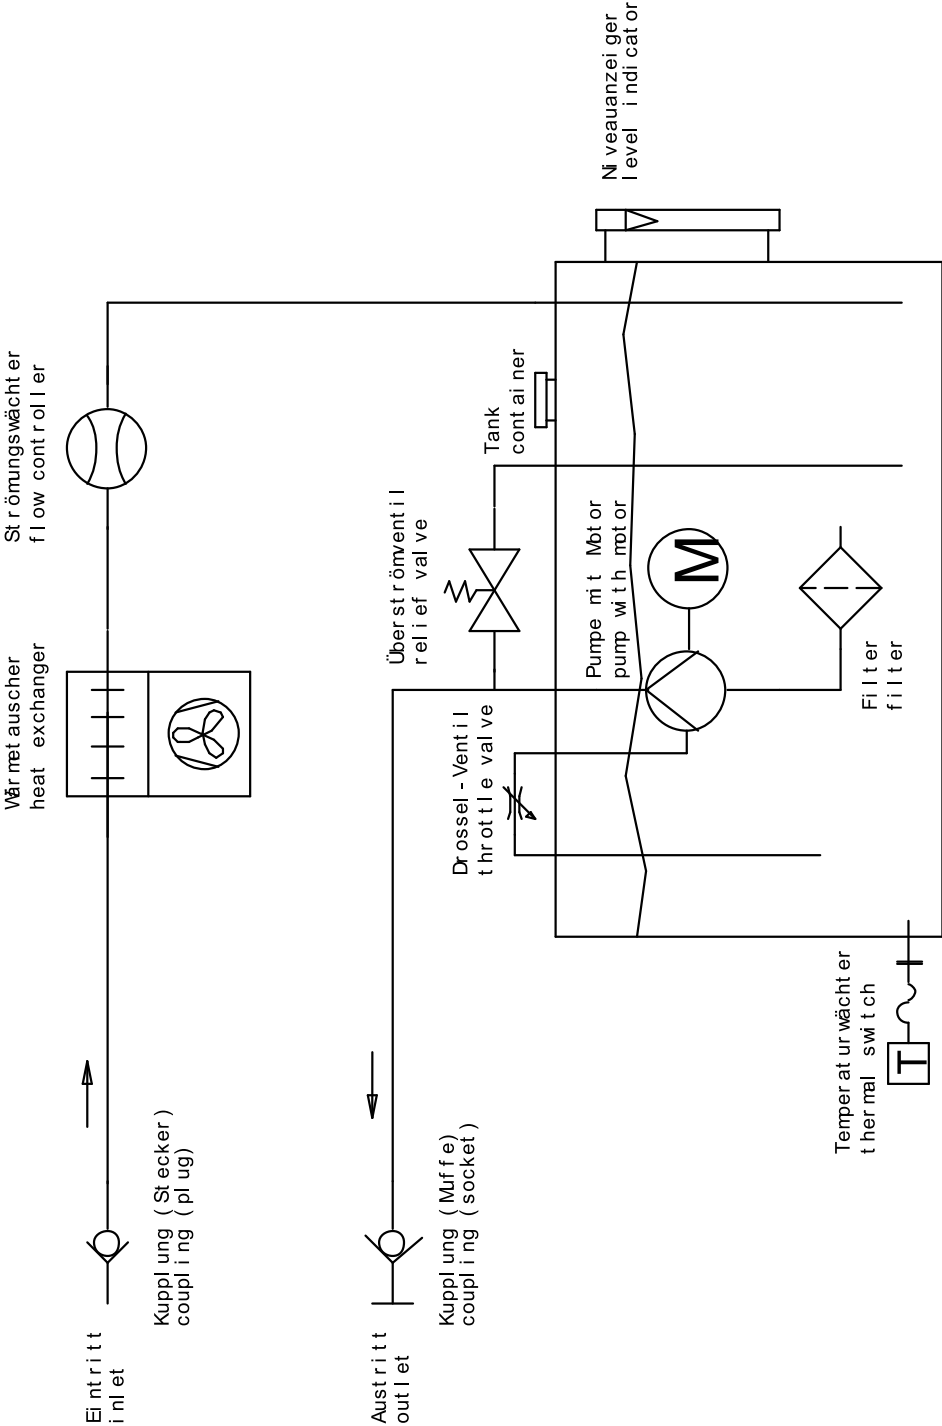 Eintritt
inlet
Kupplung (Stecker)
coupling (plug)
Wärmetauscher
heat exchanger
Strömungswächter
flow controller
Austritt
outlet
Kupplung (Muffe)
coupling (socket)
Überströmventil
relief valve
Drossel-Ventil
throttle valve
Tank
container
Pumpe mit Motor
pump with motor
M
Niveauanzeiger
level indicator
Filter
filter
Temperaturwächter
thermal switch
T